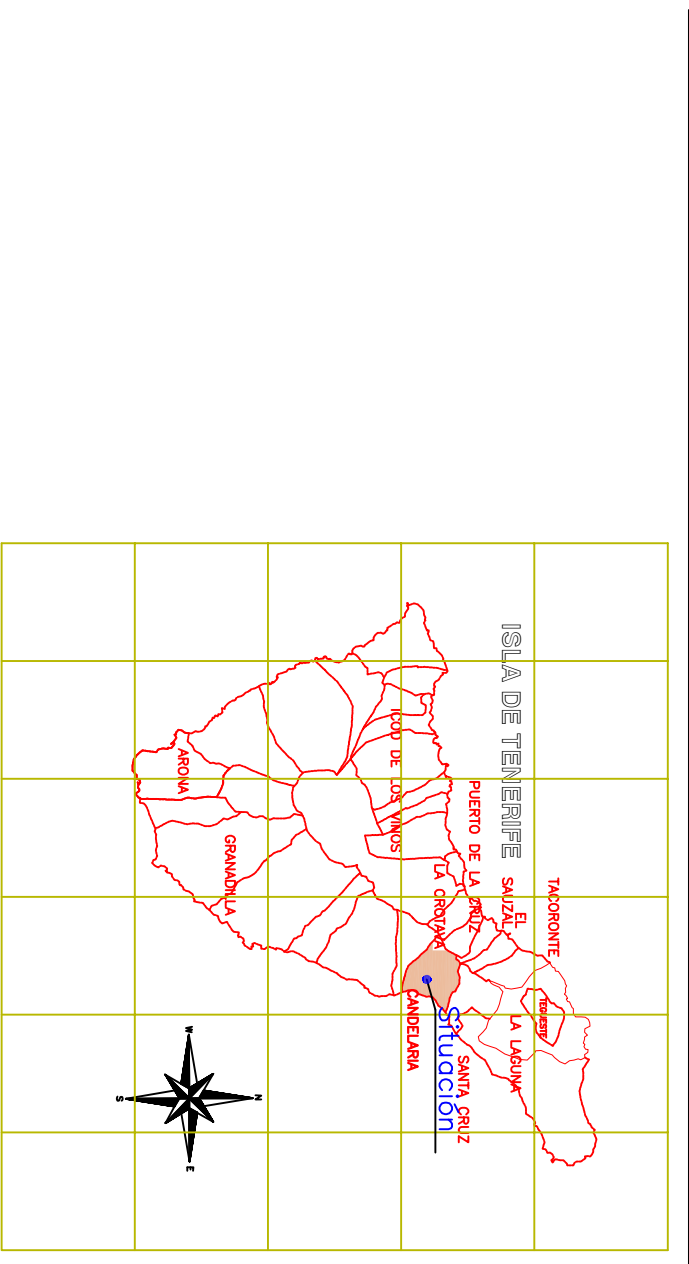 ISLA DE TENERIFE
TACORONTE
EL
SAUZAL
TEGUESTE
LA LAGUNA
PUERTO DE LA CRUZ
SANTA CRUZ
Situación
LA OROTAVA
CANDELARIA
ICOD DE LOS VINOS
GRANADILLA
ARONA
N
W
E
S